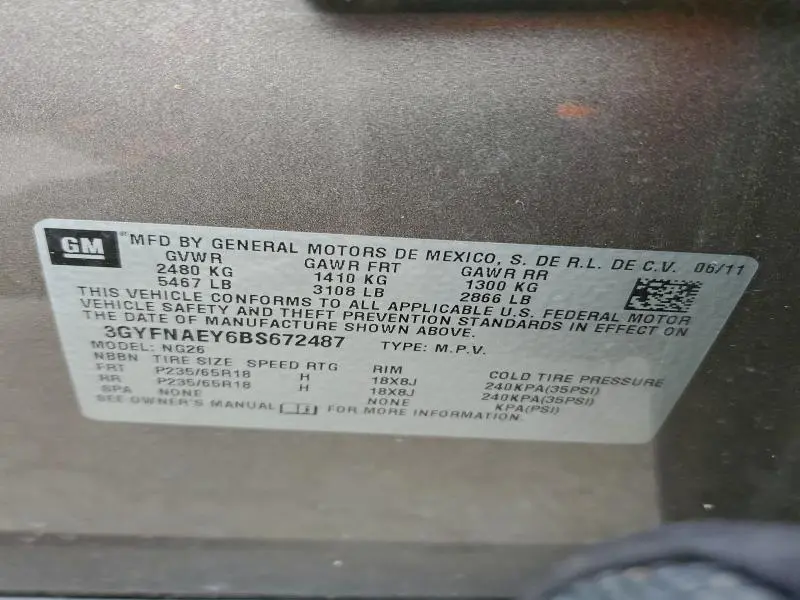 GM MFD BY GENERAL MOTORS DE MEXICO, S. DE R.L. DE C.V. 06/11
GVWR GAWR FRT GAWR RR
2480 KG 1410 KG 1300 KG
5467 LB 3108 LB 2866 LB
THIS VEHICLE CONFORMS TO ALL APPLICABLE U.S. FEDERAL MOTOR
VEHICLE SAFETY AND THEFT PREVENTION STANDARDS IN EFFECT ON
THE DATE OF MANUFACTURE SHOWN ABOVE.
3GYFNAEY6BS672487 TYPE: M.P.V.
MODEL: NG26
NBBN TIRE SIZE SPEED RTG RIM COLD TIRE PRESSURE
FRT P235/65R18 H 18X8J 240KPA(35PSI)
RR P235/65R18 H 18X8J 240KPA(35PSI)
SPA NONE NONE KPA(PSI)
SEE OWNER'S MANUAL FOR MORE INFORMATION.